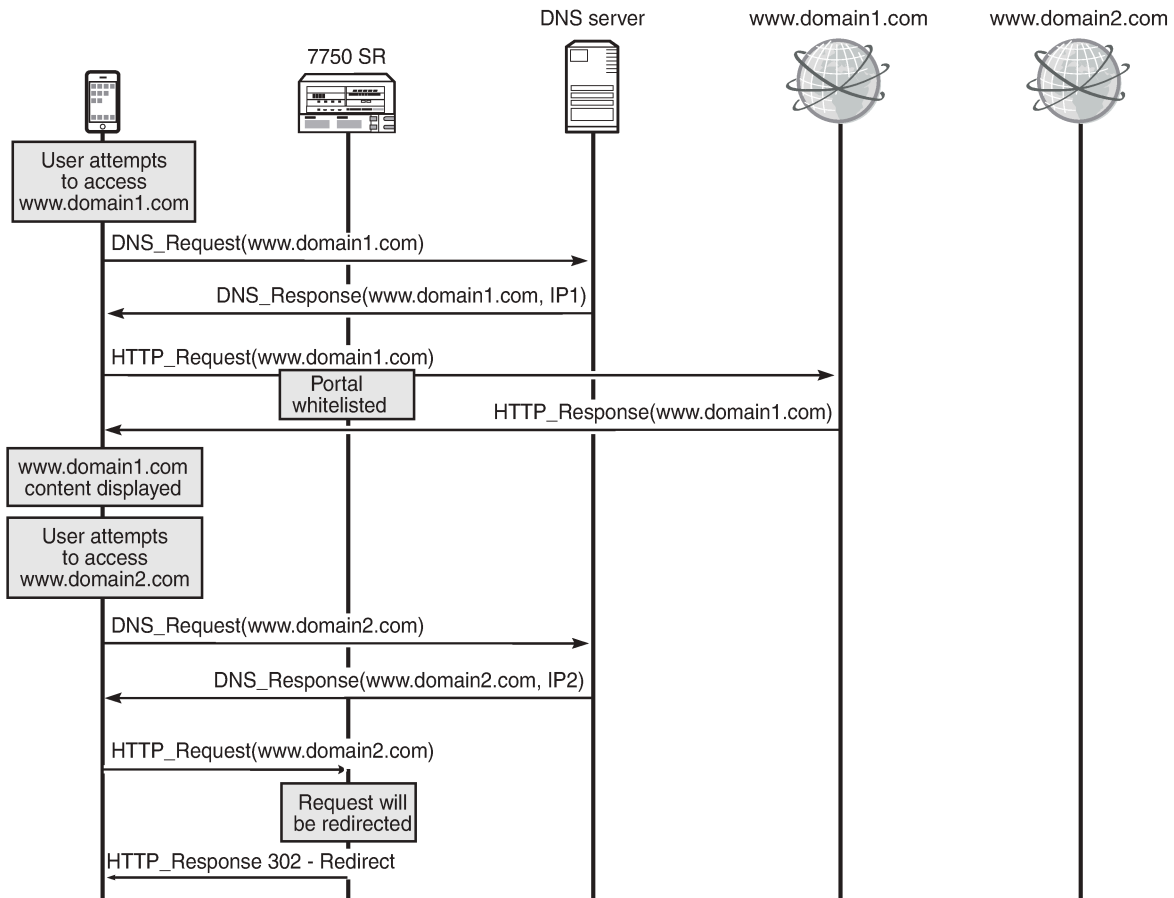 DNS server
www.domain1.com
www.domain2.com
7750 SR
User attempts
to access
www.domain1.com
DNS_Request(www.domain1.com)
DNS_Response(www.domain1.com, IP1)
HTTP_Request(www.domain1.com)
Portal
whitelisted
HTTP_Response(www.domain1.com)
www.domain1.com
content displayed
User attempts
to access
www.domain2.com
DNS_Request(www.domain2.com)
DNS_Response(www.domain2.com, IP2)
HTTP_Request(www.domain2.com)
Request will
be redirected
HTTP_Response 302 - Redirect